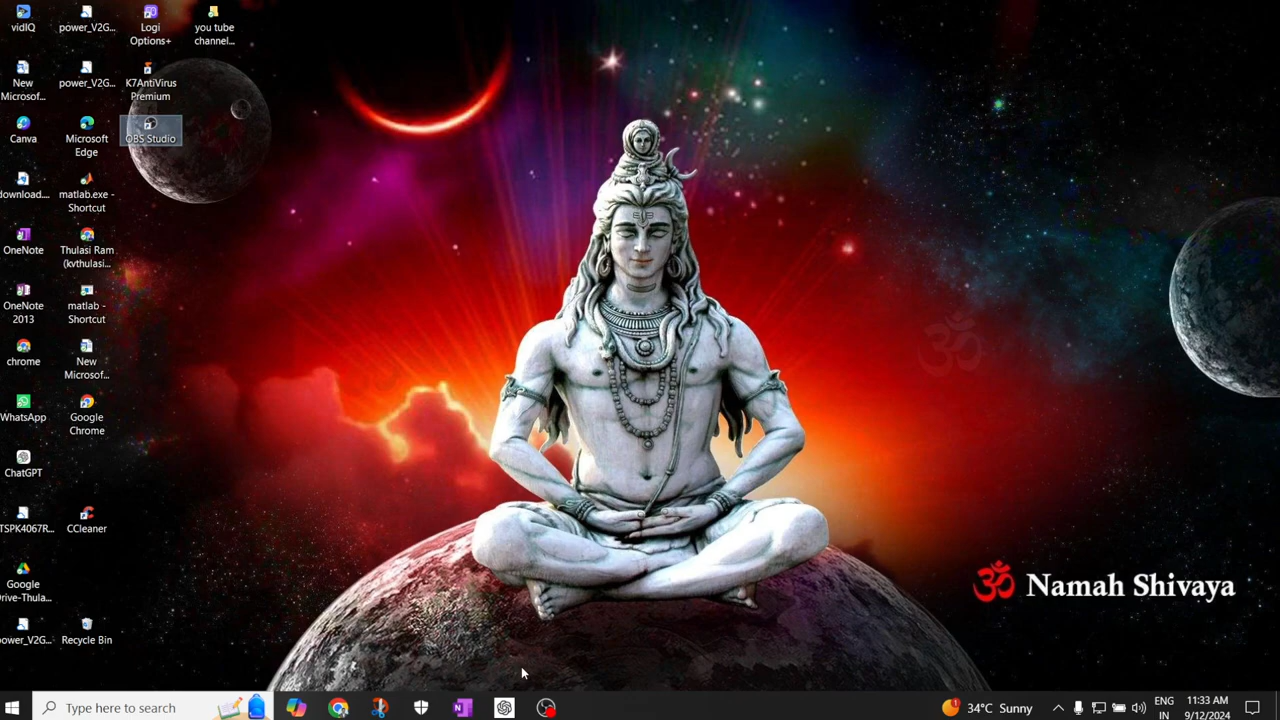 vidIQ
power_V2G...
Logi
Options+
you tube
channel...
New
Microsof...
power_V2G...
K7AntiVirus
Premium
Canva
Microsoft
Edge
OBS Studio
download....
matlab.exe -
Shortcut
OneNote
Thulasi Ram
(kvthulasi...
OneNote
2013
matlab -
Shortcut
chrome
New
Microsof...
WhatsApp
Google
Chrome
ChatGPT
TSPK4067R...
CCleaner
Google
Drive-Thula...
power_V2G...
Recycle Bin
ॐ Namah Shivaya
Type here to search
34°C Sunny
ENG
IN
11:33 AM
9/12/2024